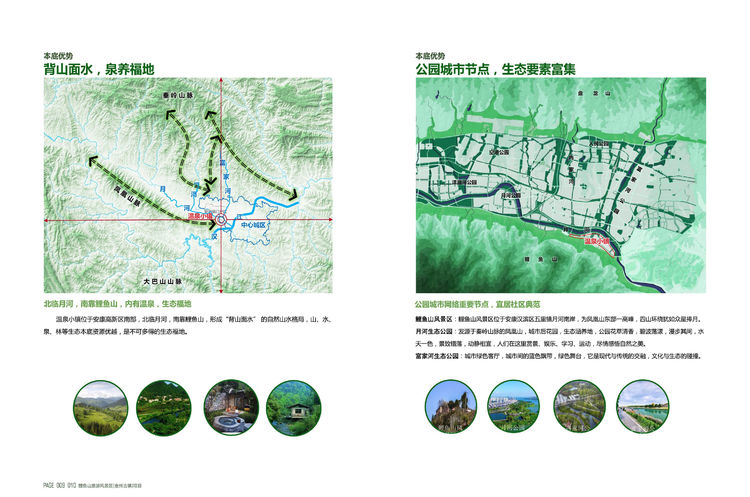 本底优势
背山面水，泉养福地
秦岭山脉
凤凰山脉
月
河
富
家
河
汉
江
温泉小镇
中心城区
大巴山山脉
北临月河，南靠鲤鱼山，内有温泉，生态福地
温泉小镇位于安康高新区南部，北临月河，南靠鲤鱼山，形成“背山面水”的自然山水格局，山、水、
泉、林等生态本底资源优越，是不可多得的生态福地。
本底优势
公园城市节点，生态要素富集
月河公园
温泉小镇
鲤鱼山
公园城市网络重要节点，宜居社区典范
鲤鱼山风景区：鲤鱼山风景区位于安康汉滨区五里镇月河南岸，为凤凰山东部一高峰，四山环绕犹如众星捧月。
月河生态公园：发源于秦岭山脉的凤凰山，城市后花园，生态涵养地，公园花草清香，碧波荡漾，漫步其间，水
天一色，景致错落，动静相宜，人们在这里赏景、娱乐、学习、运动，尽情感悟自然之美。
富家河生态公园：城市绿色客厅，城市间的蓝色飘带，绿色舞台，它是现代与传统的交融，文化与生态的碰撞。
鲤鱼山城
月河公园
PAGE 009 010